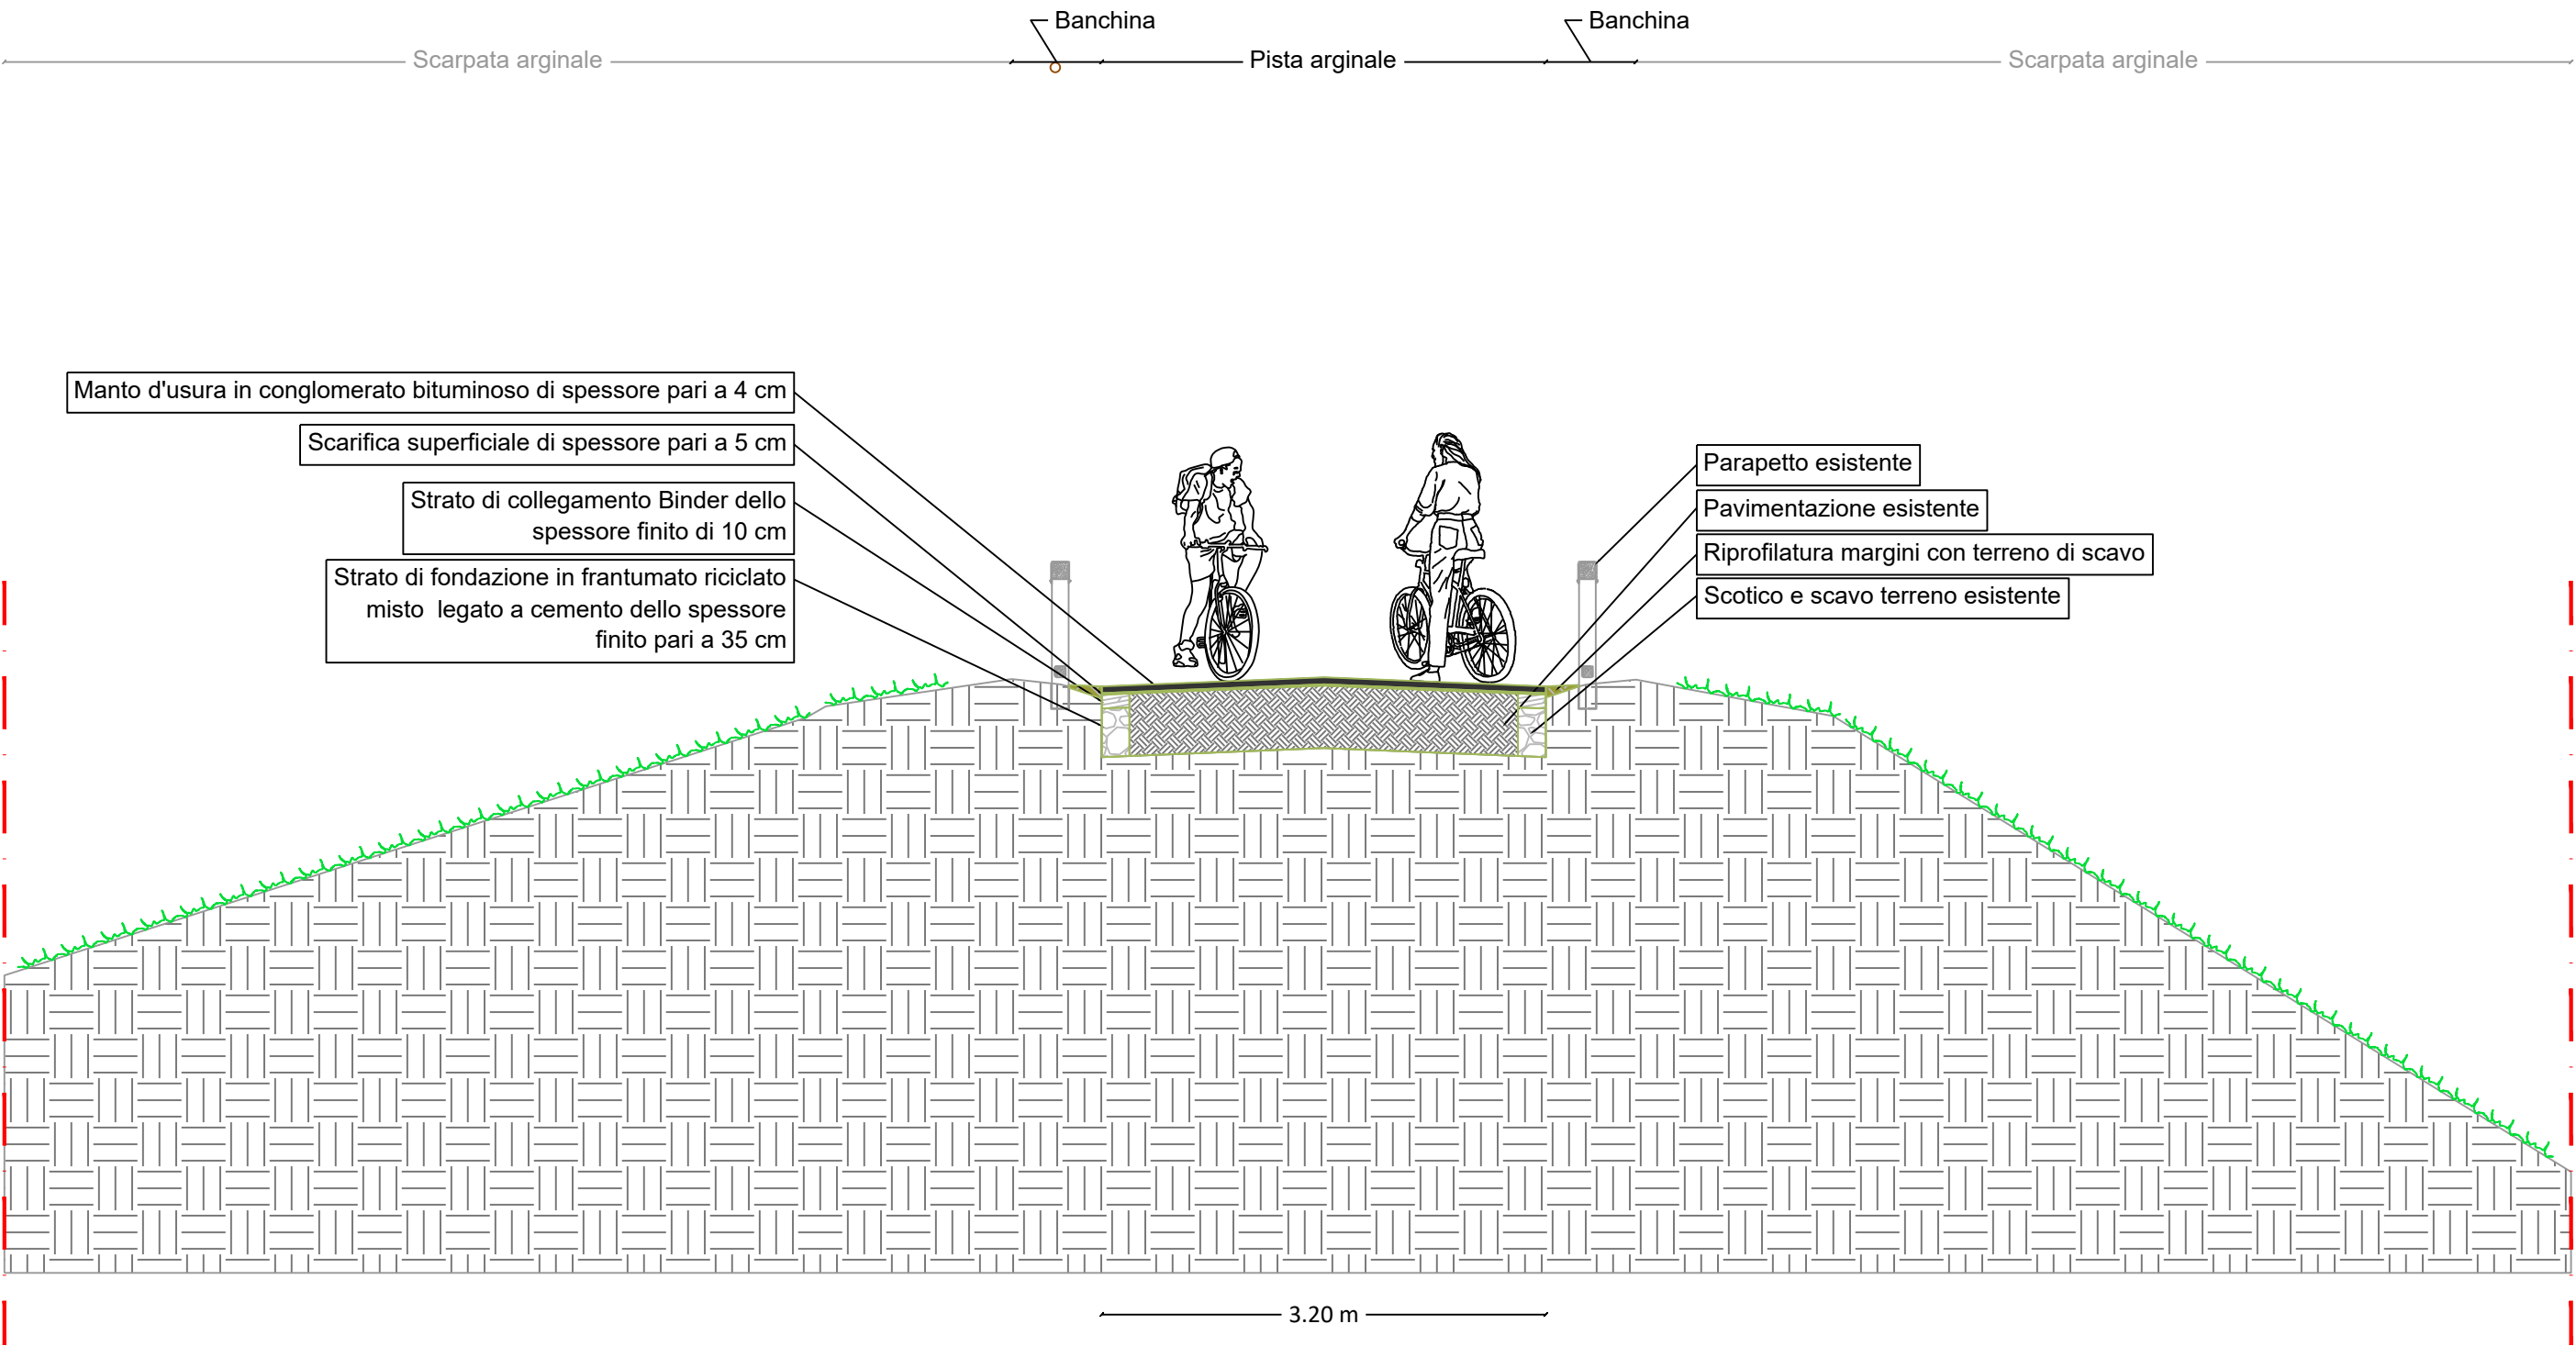 Banchina
Banchina
Scarpata arginale
Pista arginale
Scarpata arginale
Manto d'usura in conglomerato bituminoso di spessore pari a 4 cm
Scarifica superficiale di spessore pari a 5 cm
Strato di collegamento Binder dello
spessore finito di 10 cm
Strato di fondazione in frantumato riciclato
misto legato a cemento dello spessore
finito pari a 35 cm
Parapetto esistente
Pavimentazione esistente
Riprofilatura margini con terreno di scavo
Scotico e scavo terreno esistente
3.20 m